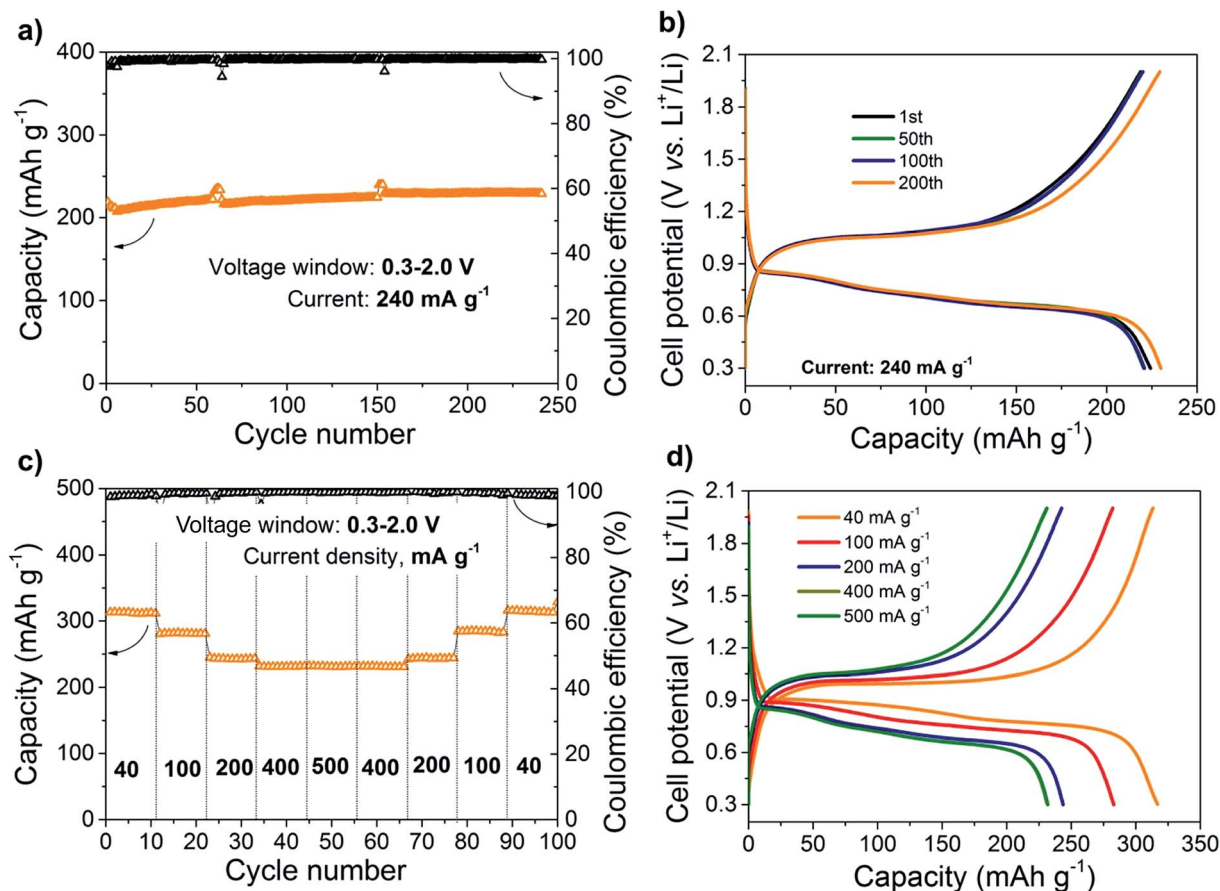 a)
400
350
300
250
200
150
100
50
0
Capacity (mAh g⁻¹)
100
80
60
40
20
0
Coulombic efficiency (%)
Voltage window: 0.3-2.0 V
Current: 240 mA g⁻¹
0 50 100 150 200 250
Cycle number
b)
2.1
1.8
1.5
1.2
0.9
0.6
0.3
Cell potential (V vs. Li⁺/Li)
1st
50th
100th
200th
Current: 240 mA g⁻¹
0 50 100 150 200 250
Capacity (mAh g⁻¹)
c)
500
400
300
200
100
0
Capacity (mAh g⁻¹)
100
80
60
40
20
0
Coulombic efficiency (%)
Voltage window: 0.3-2.0 V
Current density, mA g⁻¹
40 100 200 400 500 400 200 100 40
0 10 20 30 40 50 60 70 80 90 100
Cycle number
d)
2.1
1.8
1.5
1.2
0.9
0.6
0.3
Cell potential (V vs. Li⁺/Li)
40 mA g⁻¹
100 mA g⁻¹
200 mA g⁻¹
400 mA g⁻¹
500 mA g⁻¹
0 50 100 150 200 250 300 350
Capacity (mAh g⁻¹)